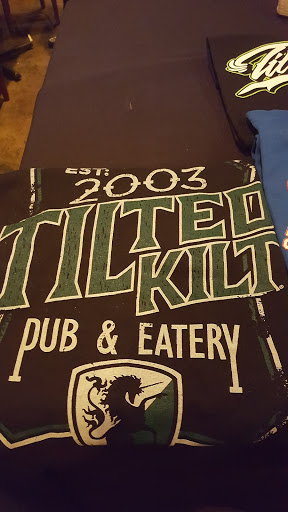 EST:
2003
TILTED
KILT
PUB & EATERY